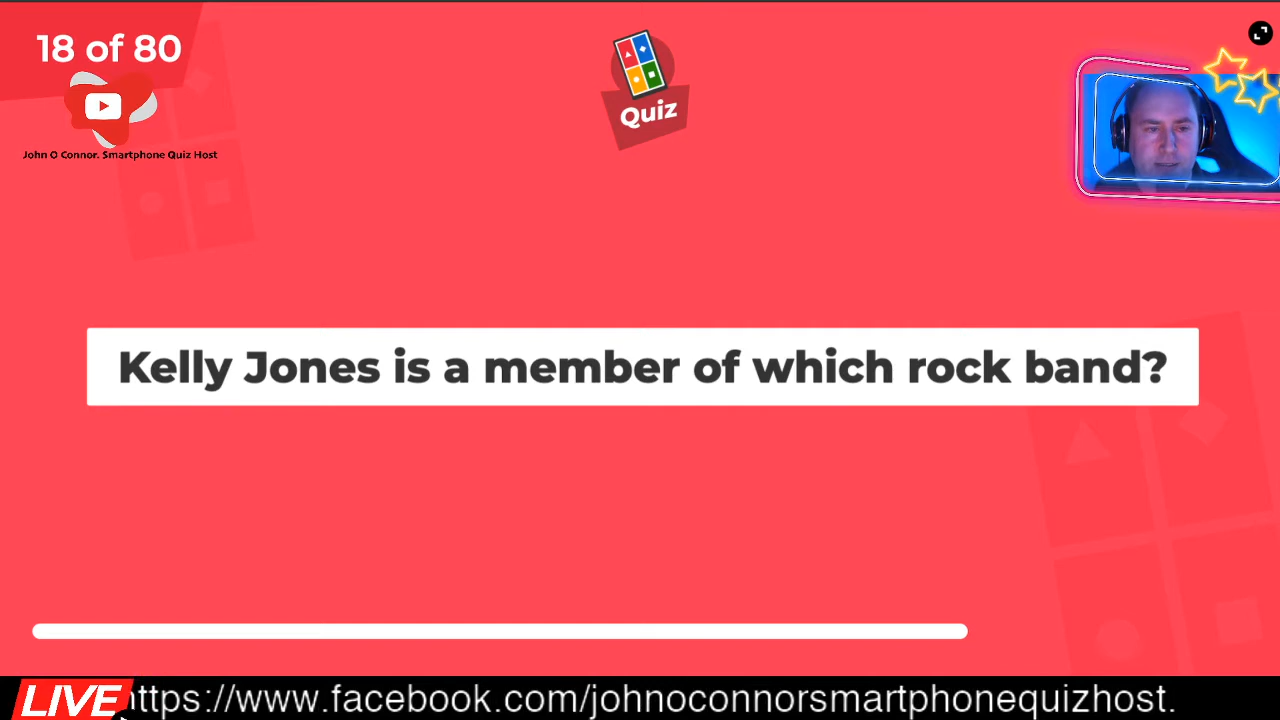 18 of 80
Quiz
John O Connor. Smartphone Quiz Host
Kelly Jones is a member of which rock band?
LIVE
ttps://www.facebook.com/johnoconnorsmartphonequizhost.